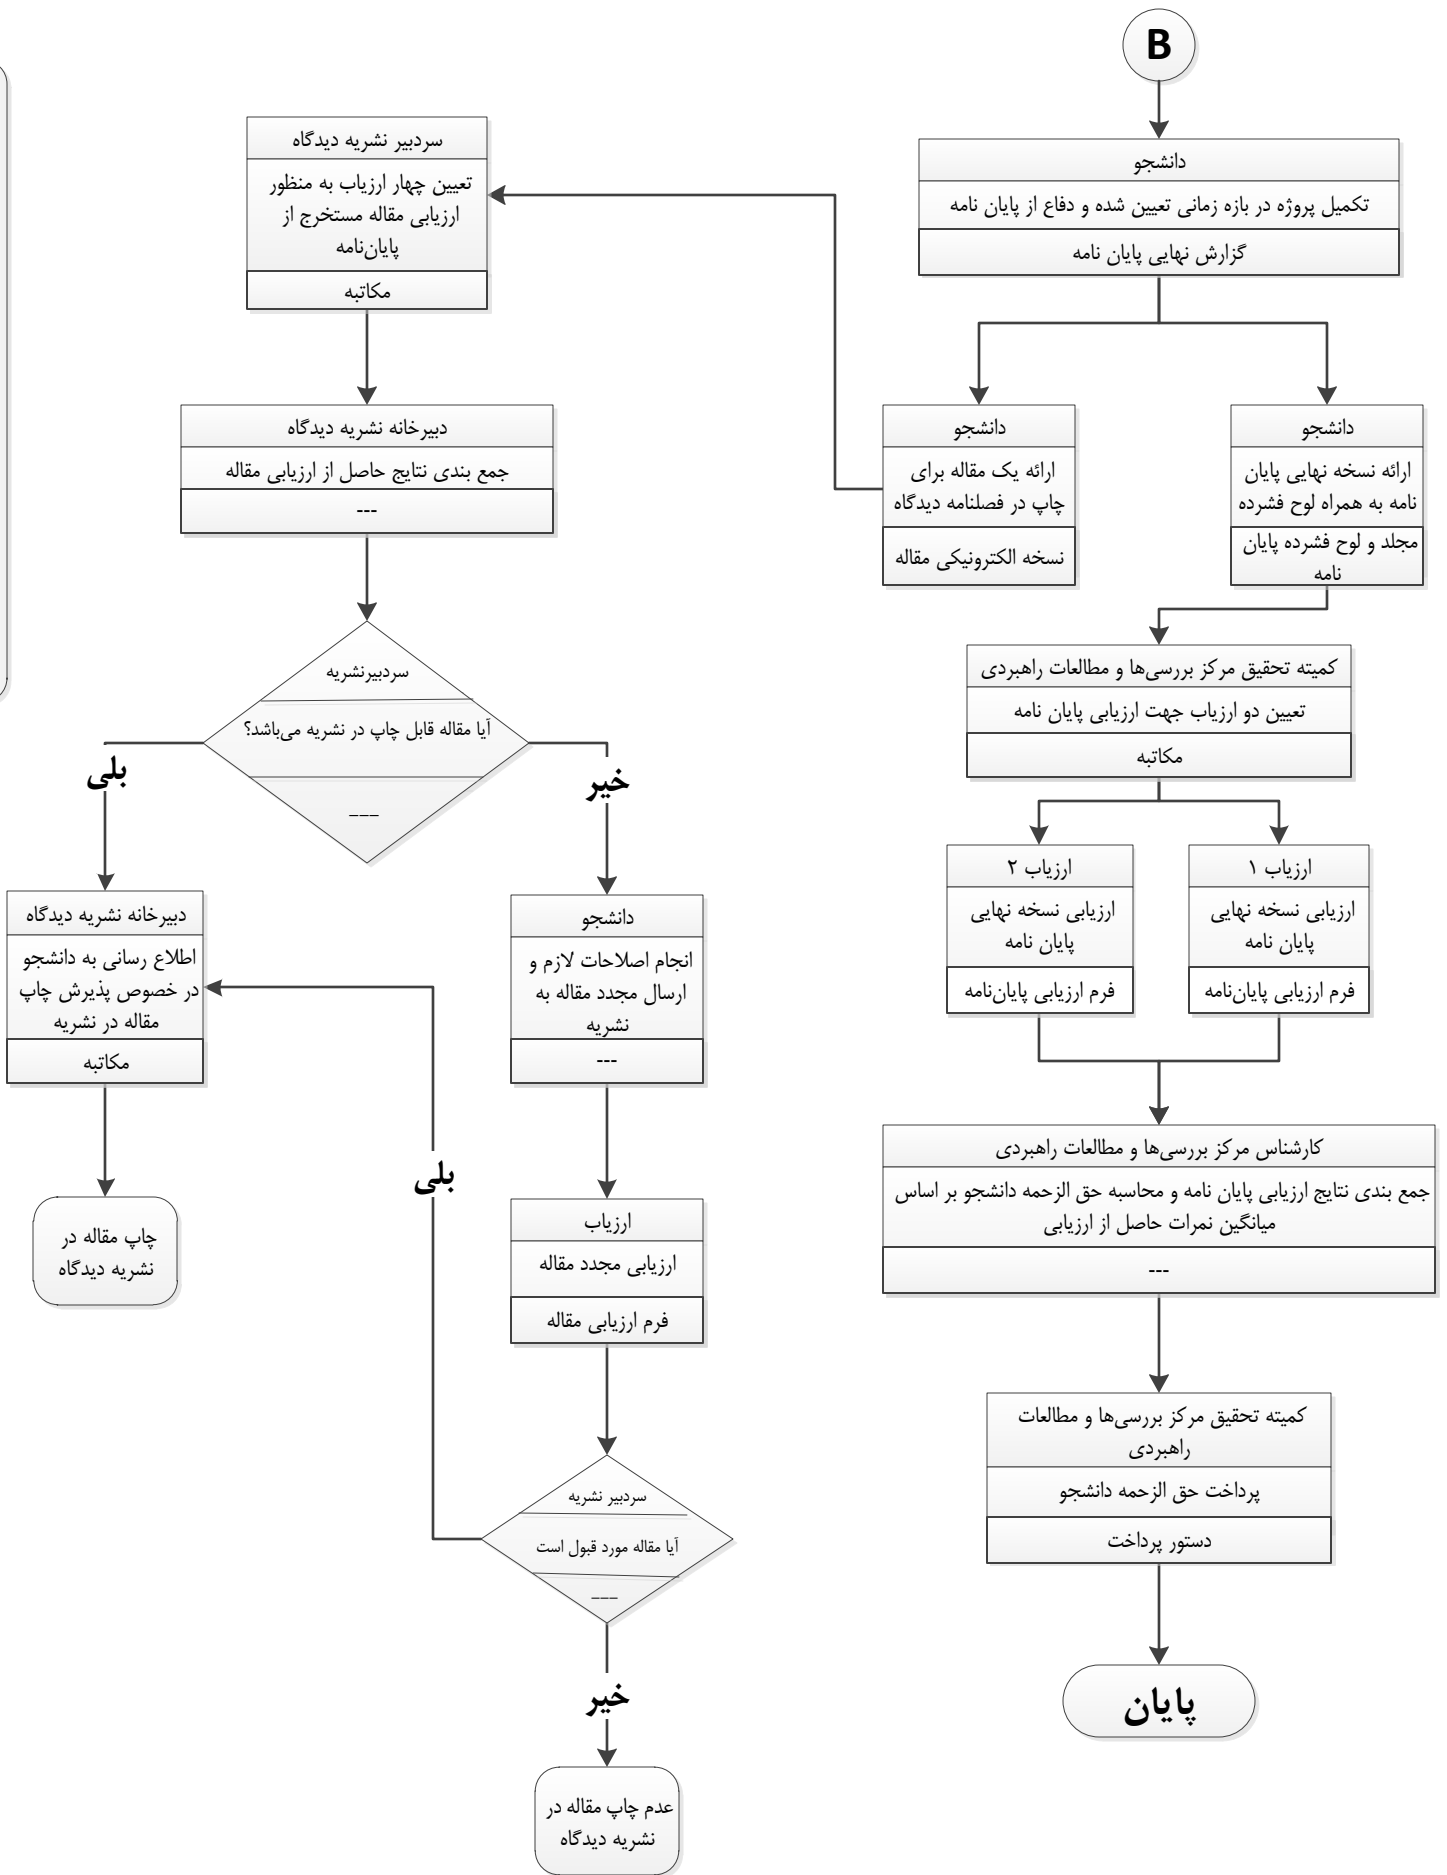 B
دانشجو
تکمیل پروژه در بازه زمانی تعیین شده و دفاع از پایان نامه
گزارش نهایی پایان نامه
دانشجو
ارائه نسخه نهایی پایان
نامه به همراه لوح فشرده
مجلد و لوح فشرده پایان
نامه
دانشجو
ارائه یک مقاله برای
چاپ در فصلنامه دیدگاه
نسخه الکترونیکی مقاله
کمیته تحقیق مرکز بررسی‌ها و مطالعات راهبردی
تعیین دو ارزیاب جهت ارزیابی پایان نامه
مکاتبه
ارزیاب ۱
ارزیابی نسخه نهایی
پایان نامه
فرم ارزیابی پایان‌نامه
ارزیاب ۲
ارزیابی نسخه نهایی
پایان نامه
فرم ارزیابی پایان‌نامه
کارشناس مرکز بررسی‌ها و مطالعات راهبردی
جمع بندی نتایج ارزیابی پایان نامه و محاسبه حق الزحمه دانشجو بر اساس
میانگین نمرات حاصل از ارزیابی
---
کمیته تحقیق مرکز بررسی‌ها و مطالعات
راهبردی
پرداخت حق الزحمه دانشجو
دستور پرداخت
پایان
سردبیر نشریه دیدگاه
تعیین چهار ارزیاب به منظور
ارزیابی مقاله مستخرج از
پایان‌نامه
مکاتبه
دبیرخانه نشریه دیدگاه
جمع بندی نتایج حاصل از ارزیابی مقاله
---
سردبیرنشریه
آیا مقاله قابل چاپ در نشریه می‌باشد؟
---
خیر
بلی
دانشجو
انجام اصلاحات لازم و
ارسال مجدد مقاله به
نشریه
---
دبیرخانه نشریه دیدگاه
اطلاع رسانی به دانشجو
در خصوص پذیرش چاپ
مقاله در نشریه
مکاتبه
چاپ مقاله در
نشریه دیدگاه
ارزیاب
ارزیابی مجدد مقاله
فرم ارزیابی مقاله
سردبیر نشریه
آیا مقاله مورد قبول است
---
بلی
خیر
عدم چاپ مقاله در
نشریه دیدگاه